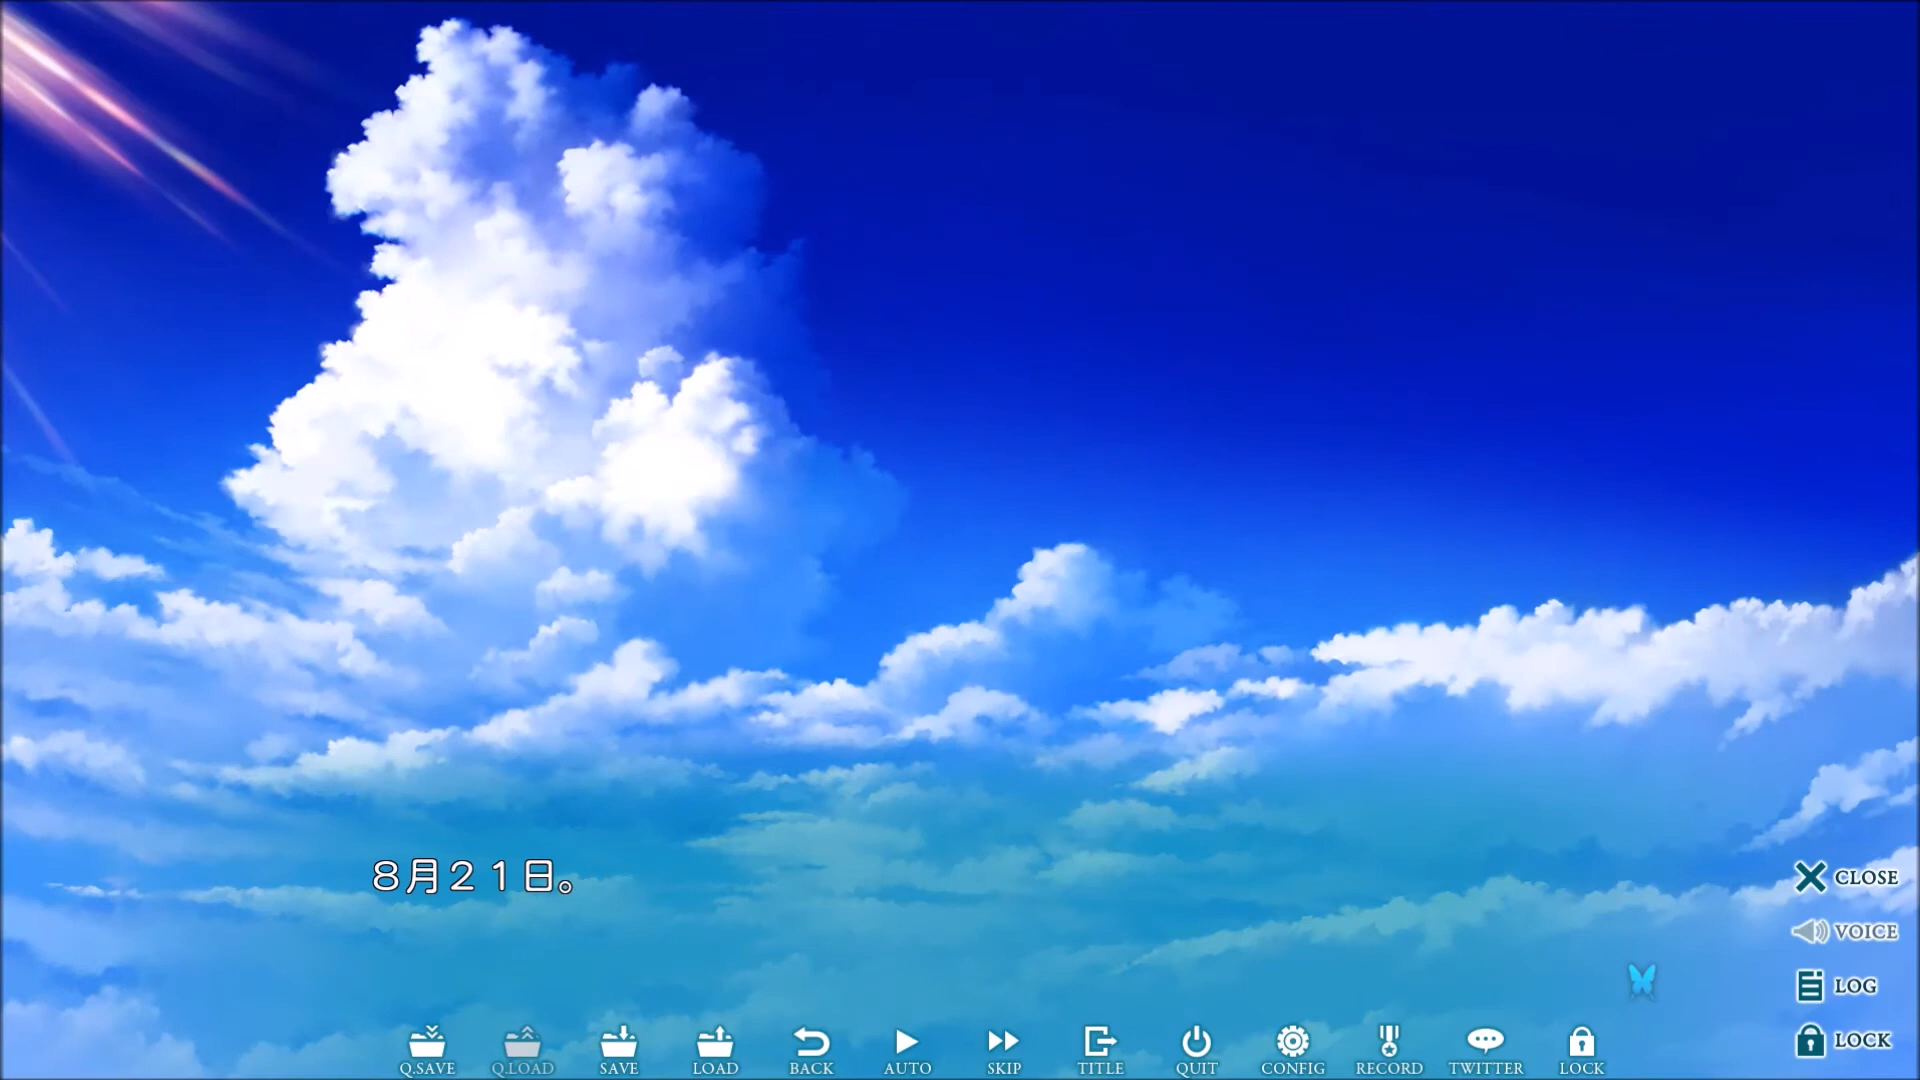 8月21日。
CLOSE
VOICE
LOG
LOCK
Q.SAVE
Q.LOAD
SAVE
LOAD
BACK
AUTO
SKIP
TITLE
QUIT
CONFIG
RECORD
TWITTER
LOCK